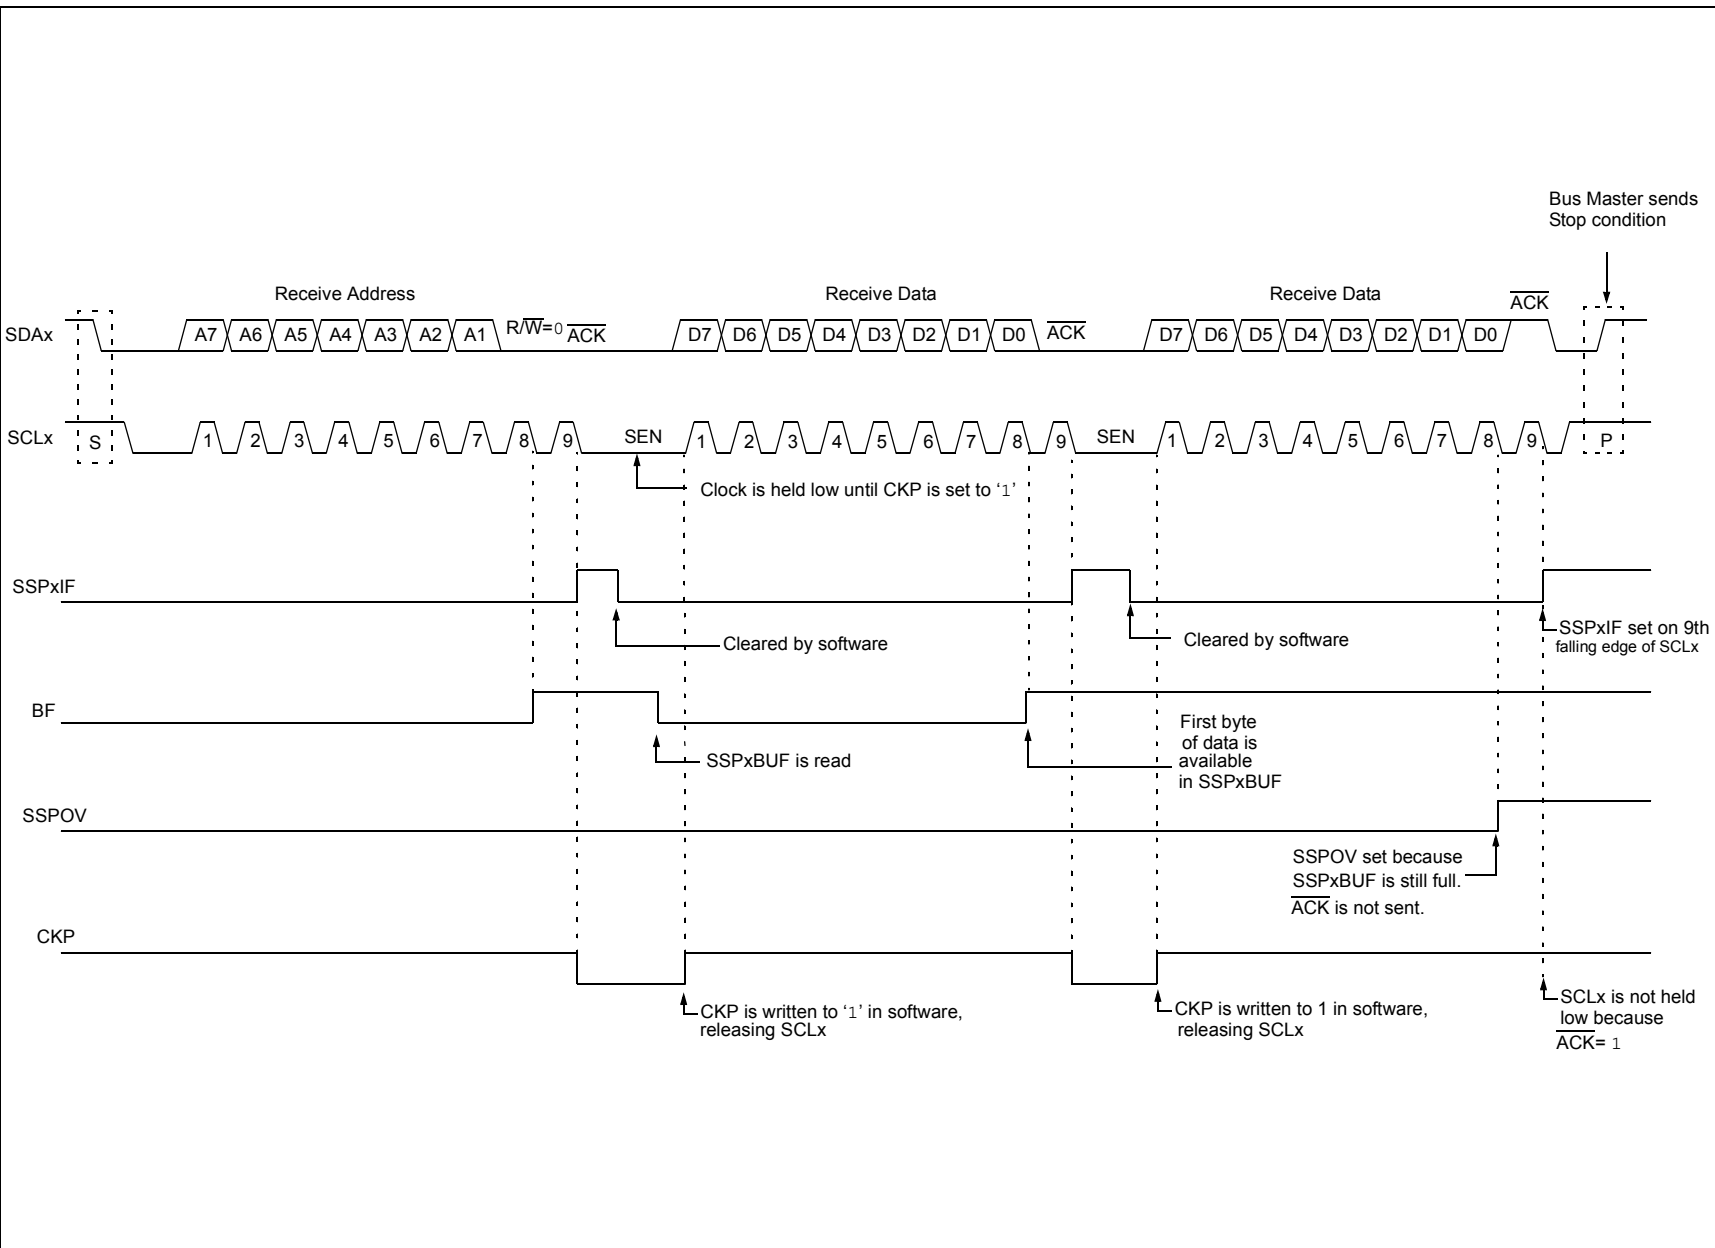 Bus Master sends
Stop condition
Receive Address
Receive Data
Receive Data
ACK
SDAx
A7 A6 A5 A4 A3 A2 A1 R/W=0 ACK
D7 D6 D5 D4 D3 D2 D1 D0 ACK
D7 D6 D5 D4 D3 D2 D1 D0
SCLx
S
1 2 3 4 5 6 7 8 9 SEN
1 2 3 4 5 6 7 8 9 SEN
1 2 3 4 5 6 7 8 9
P
Clock is held low until CKP is set to ‘1’
SSPxIF
Cleared by software
Cleared by software
SSPxIF set on 9th
falling edge of SCLx
BF
SSPxBUF is read
First byte
of data is
available
in SSPxBUF
SSPOV
SSPOV set because
SSPxBUF is still full.
ACK is not sent.
CKP
CKP is written to ‘1’ in software,
releasing SCLx
CKP is written to 1 in software,
releasing SCLx
SCLx is not held
low because
ACK= 1